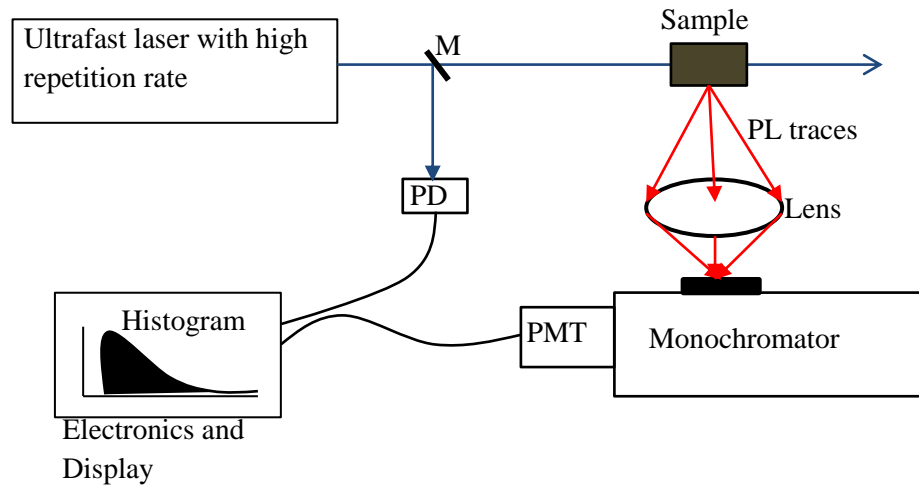 Sample
Ultrafast laser with high
repetition rate
M
PL traces
PD
Lens
Histogram
PMT
Monochromator
Electronics and
Display